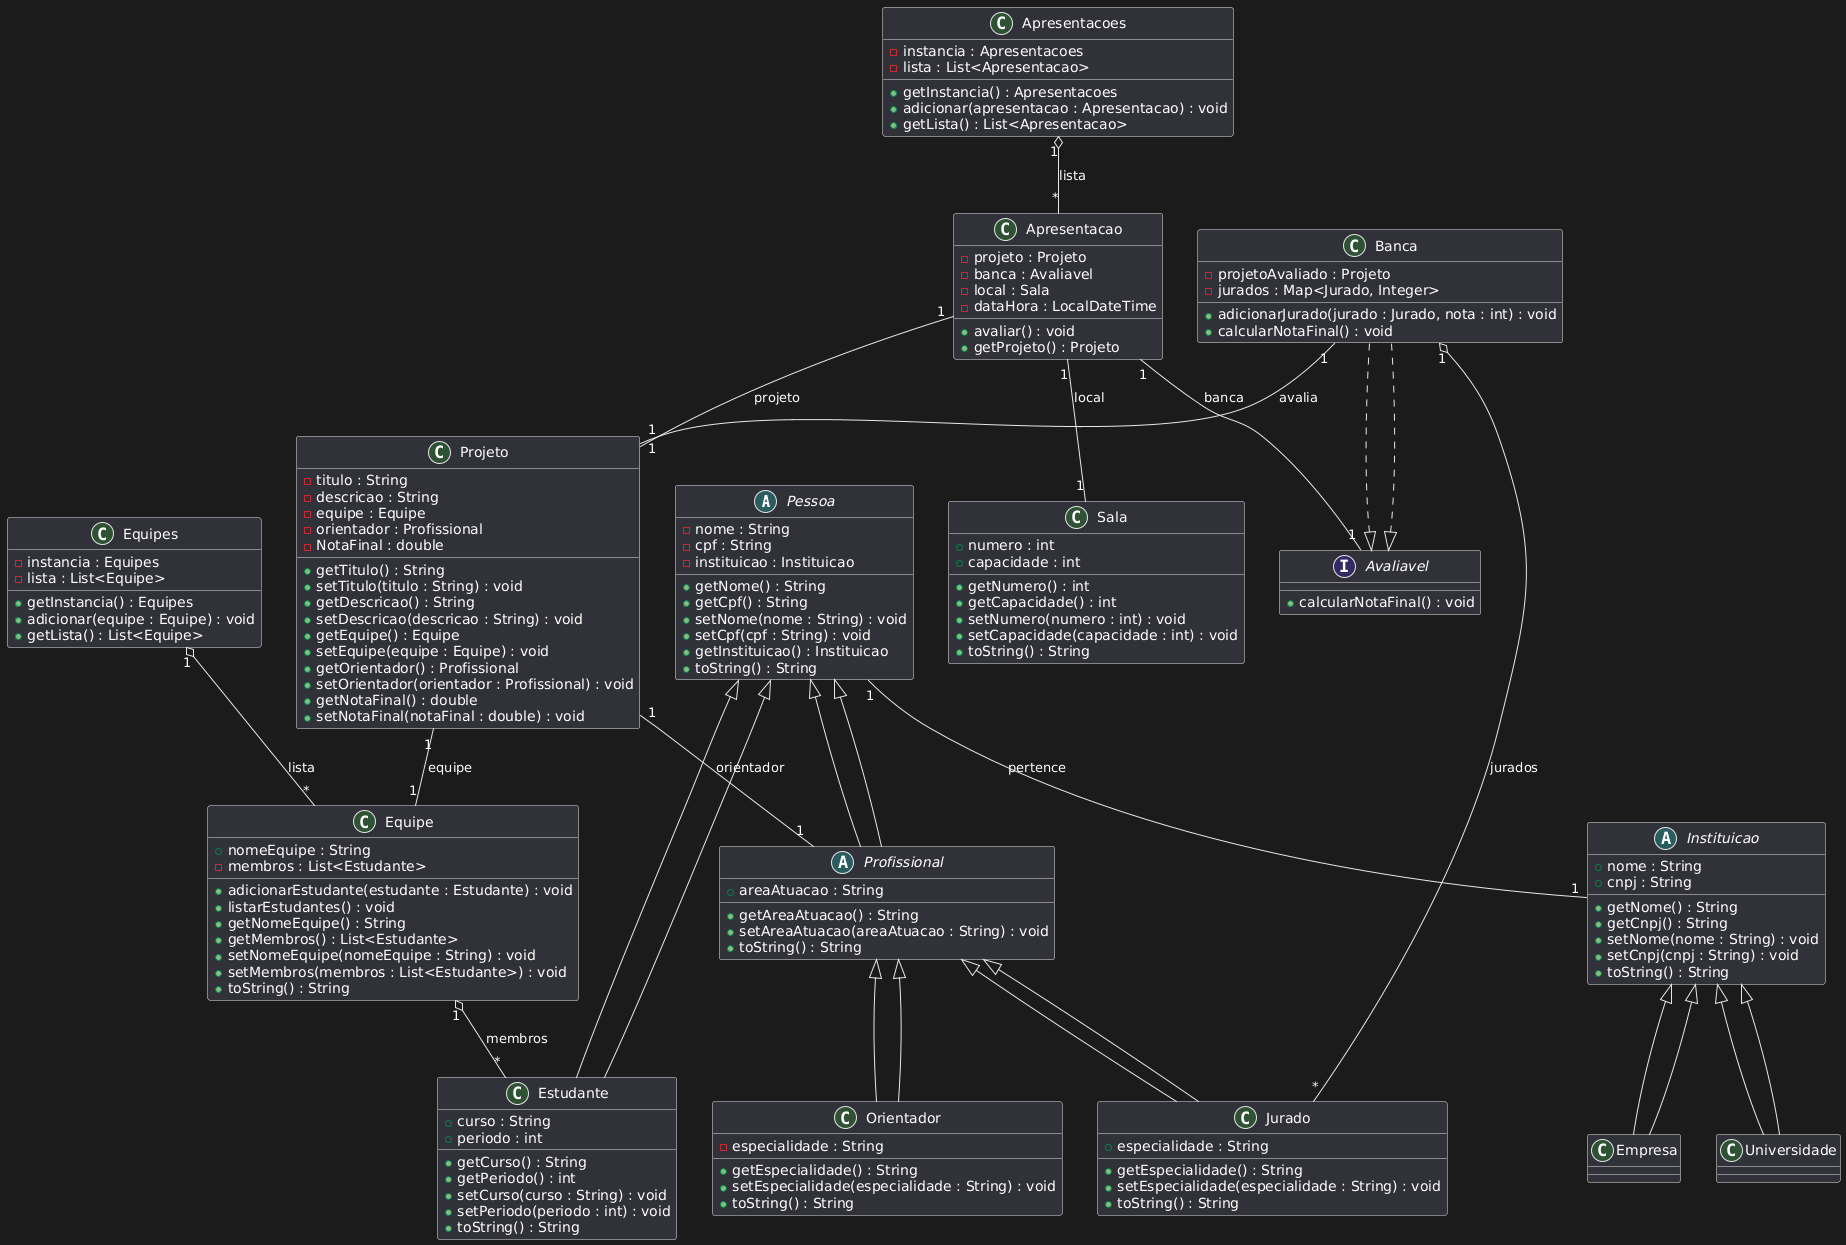 C Apresentacoes
instancia : Apresentacoes
lista : List<Apresentacao>
getInstancia() : Apresentacoes
adicionar(apresentacao : Apresentacao) : void
getLista() : List<Apresentacao>
1
lista
*
C Apresentacao
projeto : Projeto
banca : Avaliavel
local : Sala
dataHora : LocalDateTime
avaliar() : void
getProjeto() : Projeto
C Banca
projetoAvaliado : Projeto
jurados : Map<Jurado, Integer>
adicionarJurado(jurado : Jurado, nota : int) : void
calcularNotaFinal() : void
1
1
1
1
1
projeto
local
banca
avalia
1
1
1
1
C Projeto
titulo : String
descricao : String
equipe : Equipe
orientador : Profissional
NotaFinal : double
getTitulo() : String
setTitulo(titulo : String) : void
getDescricao() : String
setDescricao(descricao : String) : void
getEquipe() : Equipe
setEquipe(equipe : Equipe) : void
getOrientador() : Profissional
setOrientador(orientador : Profissional) : void
getNotaFinal() : double
setNotaFinal(notaFinal : double) : void
C Equipes
instancia : Equipes
lista : List<Equipe>
getInstancia() : Equipes
adicionar(equipe : Equipe) : void
getLista() : List<Equipe>
A Pessoa
nome : String
cpf : String
instituicao : Instituicao
getNome() : String
getCpf() : String
setNome(nome : String) : void
setCpf(cpf : String) : void
getInstituicao() : Instituicao
toString() : String
C Sala
numero : int
capacidade : int
getNumero() : int
getCapacidade() : int
setNumero(numero : int) : void
setCapacidade(capacidade : int) : void
toString() : String
I Avaliavel
calcularNotaFinal() : void
1
1
1
1
lista
equipe
orientador
pertence
jurados
*
1
1
1
C Equipe
nomeEquipe : String
membros : List<Estudante>
adicionarEstudante(estudante : Estudante) : void
listarEstudantes() : void
getNomeEquipe() : String
getMembros() : List<Estudante>
setNomeEquipe(nomeEquipe : String) : void
setMembros(membros : List<Estudante>) : void
toString() : String
A Profissional
areaAtuacao : String
getAreaAtuacao() : String
setAreaAtuacao(areaAtuacao : String) : void
toString() : String
A Instituicao
nome : String
cnpj : String
getNome() : String
getCnpj() : String
setNome(nome : String) : void
setCnpj(cnpj : String) : void
toString() : String
1
membros
*
*
C Estudante
curso : String
periodo : int
getCurso() : String
getPeriodo() : int
setCurso(curso : String) : void
setPeriodo(periodo : int) : void
toString() : String
C Orientador
especialidade : String
getEspecialidade() : String
setEspecialidade(especialidade : String) : void
toString() : String
C Jurado
especialidade : String
getEspecialidade() : String
setEspecialidade(especialidade : String) : void
toString() : String
C Empresa
C Universidade